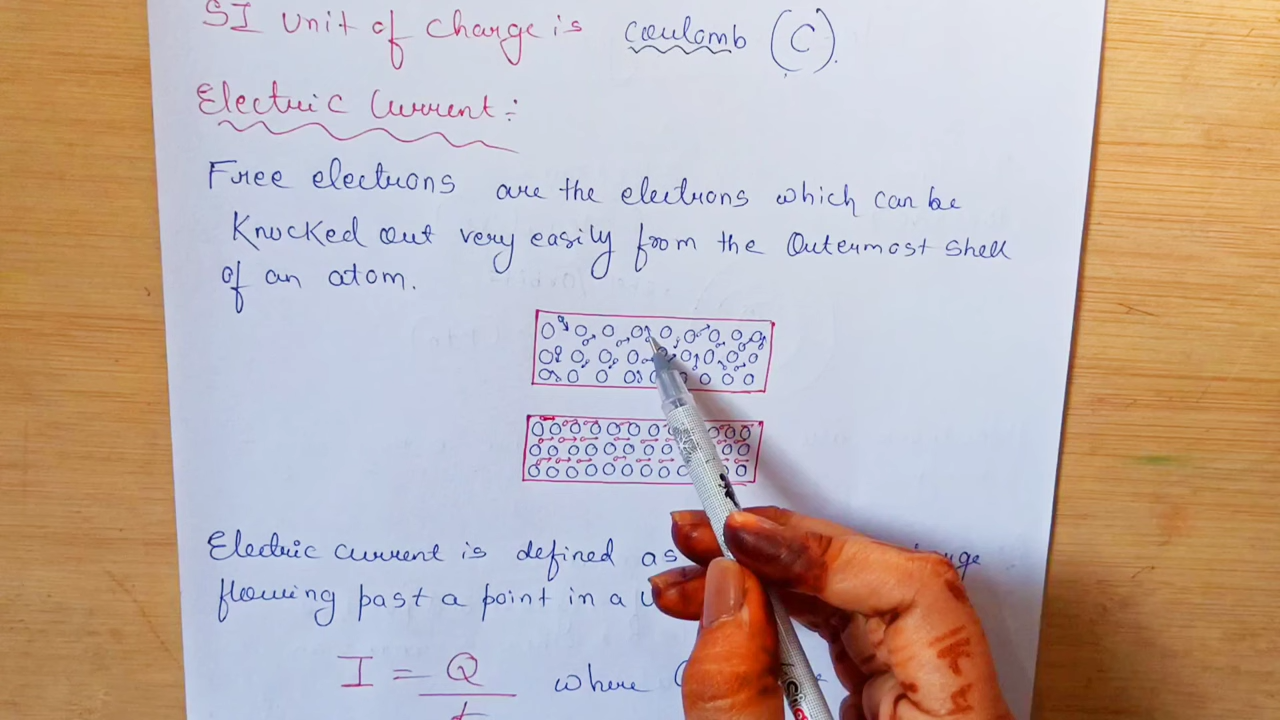 SI Unit of Charge is coulomb (C).
Electric Current :-
Free electrons are the electrons which can be
Knocked out very easily from the Outermost shell
of an atom.
Electric current is defined as
flowing past a point in a
I = Q
t
where